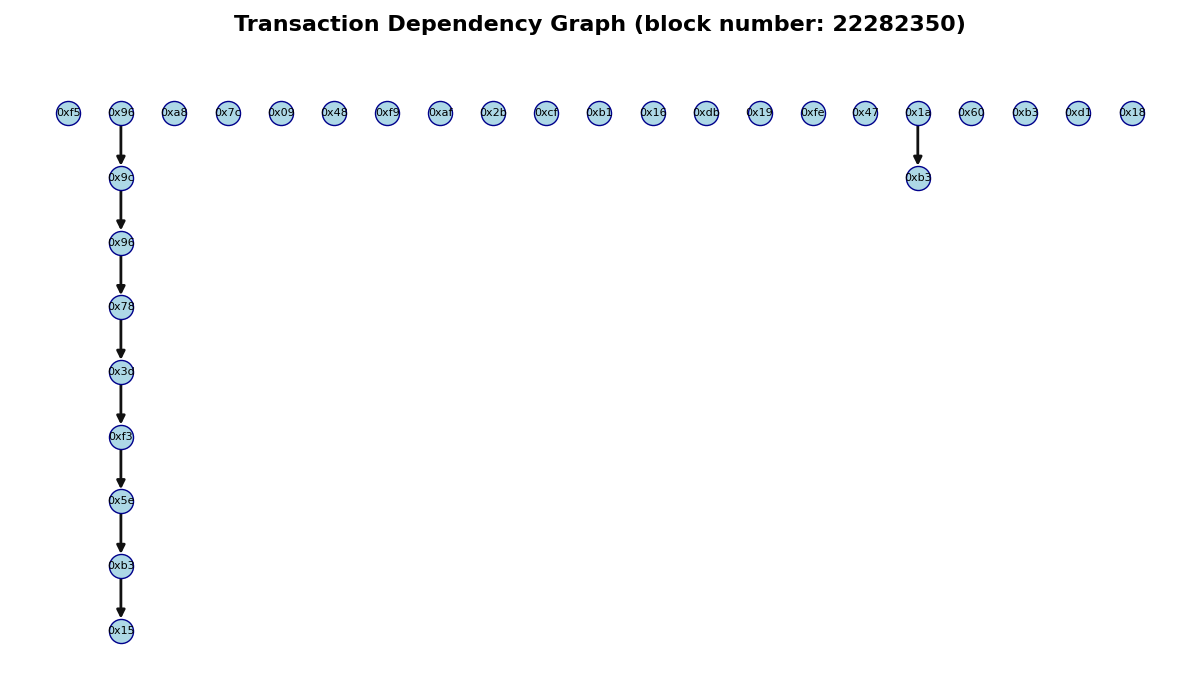 Transaction Dependency Graph (block number: 22282350)
0xf5 0x96 0xa8 0x7c 0x09 0x48 0xf9 0xaf 0x2b 0xcf 0xb1 0x16 0xdb 0x19 0xfe 0x47 0x1a 0x60 0xb3 0xd1 0x18
0x9c 0xb3
0x96
0x78
0x3d
0xf3
0x5e
0xb3
0x15